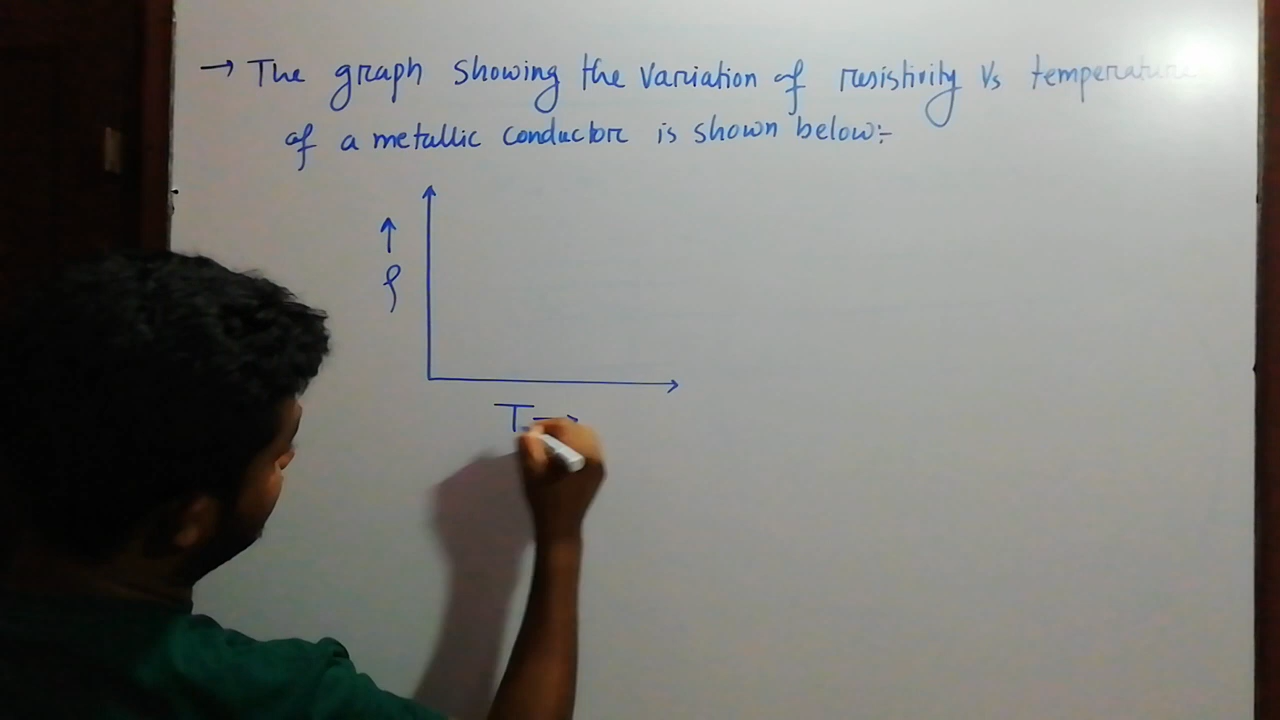 → The graph showing the variation of resistivity Vs temperature
of a metallic conductor is shown below:-
↑
ρ
T→